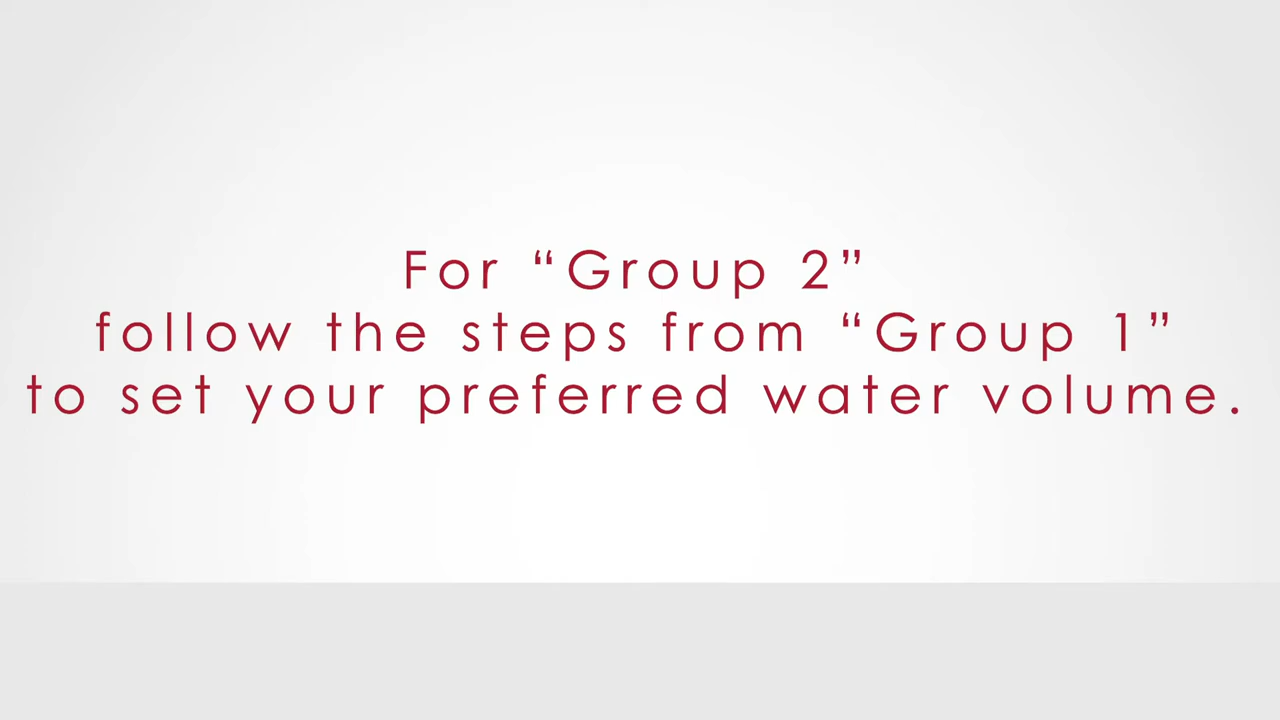 For “Group 2”
follow the steps from “Group 1”
to set your preferred water volume.